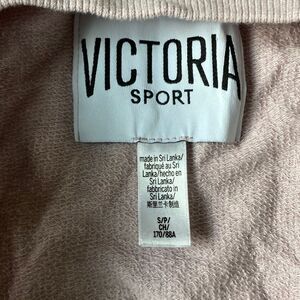 VICTORIA
SPORT
made in Sri Lanka/
fabriqué au Sri
Lanka/hecho en
Sri Lanka/
fabbricato in
Sri Lanka/
斯里兰卡制造
S/P/
CH/
170/88A